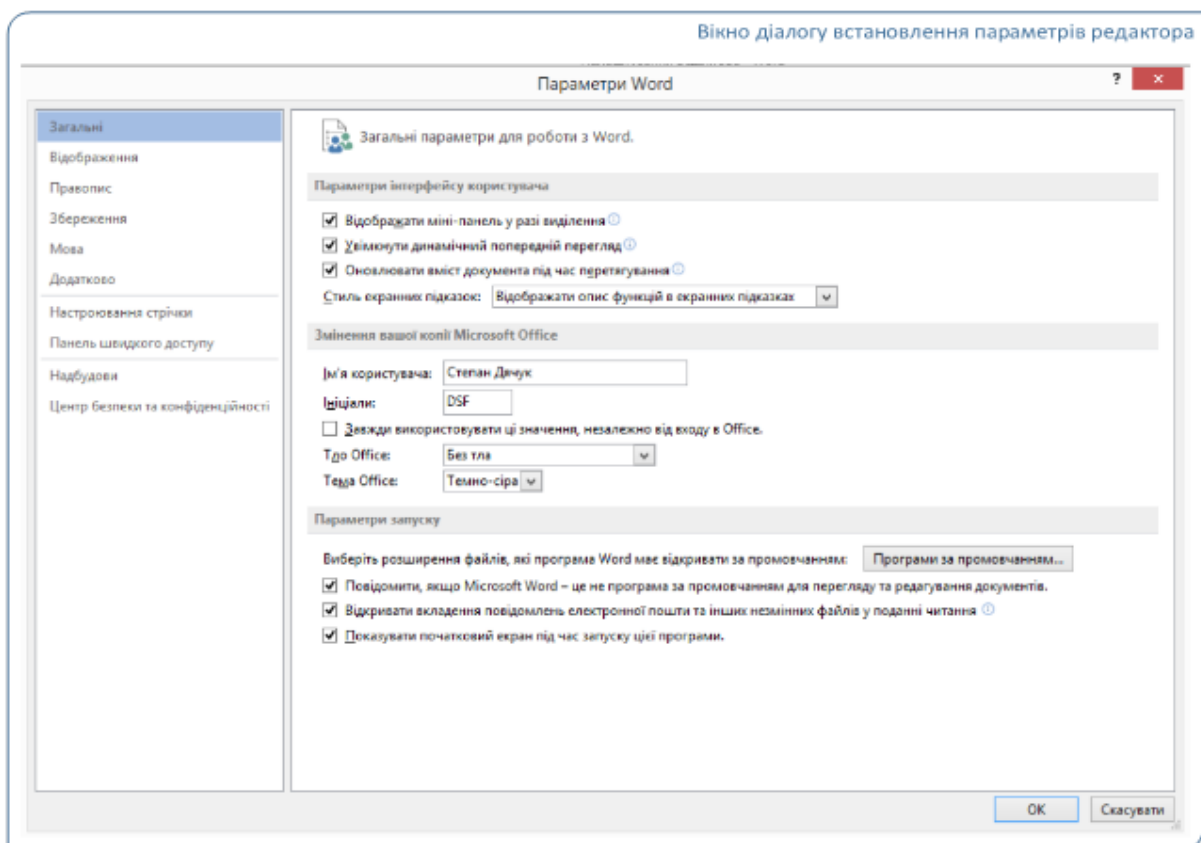 Вікно діалогу встановлення параметрів редактора
Параметри Word
?
Загальні
Відображення
Правопис
Збереження
Мова
Додатково
Настроювання стрічки
Панель швидкого доступу
Надбудови
Центр безпеки та конфіденційності
Загальні параметри для роботи з Word.
Параметри інтерфейсу користувача
Відображати міні-панель у разі виділення
Увімкнути динамічний попередній перегляд
Оновлювати вміст документа під час перетягування
Стиль екранних підказок: Відображати опис функцій в екранних підказках
Змінення вашої копії Microsoft Office
Ім'я користувача: Степан Дячук
Ініціали: DSF
Завжди використовувати ці значення, незалежно від входу в Office.
Тло Office: Без тла
Тема Office: Темно-сіра
Параметри запуску
Виберіть розширення файлів, які програма Word має відкривати за промовчанням: Програми за промовчанням...
Повідомити, якщо Microsoft Word – це не програма за промовчанням для перегляду та редагування документів.
Відкривати вкладення повідомлень електронної пошти та інших незмінних файлів у поданні читання
Показувати початковий екран під час запуску цієї програми.
ОК Скасувати